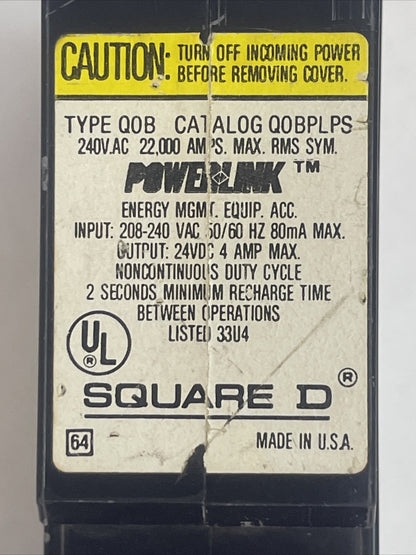 CAUTION: TURN OFF INCOMING POWER
BEFORE REMOVING COVER.
TYPE QOB CATALOG QOBPLPS
240V.AC 22,000 AMPS. MAX. RMS SYM.
POWERLINK ™
ENERGY MGMT. EQUIP. ACC.
INPUT: 208-240 VAC 50/60 HZ 80mA MAX.
OUTPUT: 24VDC 4 AMP MAX.
NONCONTINUOUS DUTY CYCLE
2 SECONDS MINIMUM RECHARGE TIME
BETWEEN OPERATIONS
LISTED 33U4
UL ®
SQUARE D ®
64 MADE IN U.S.A.